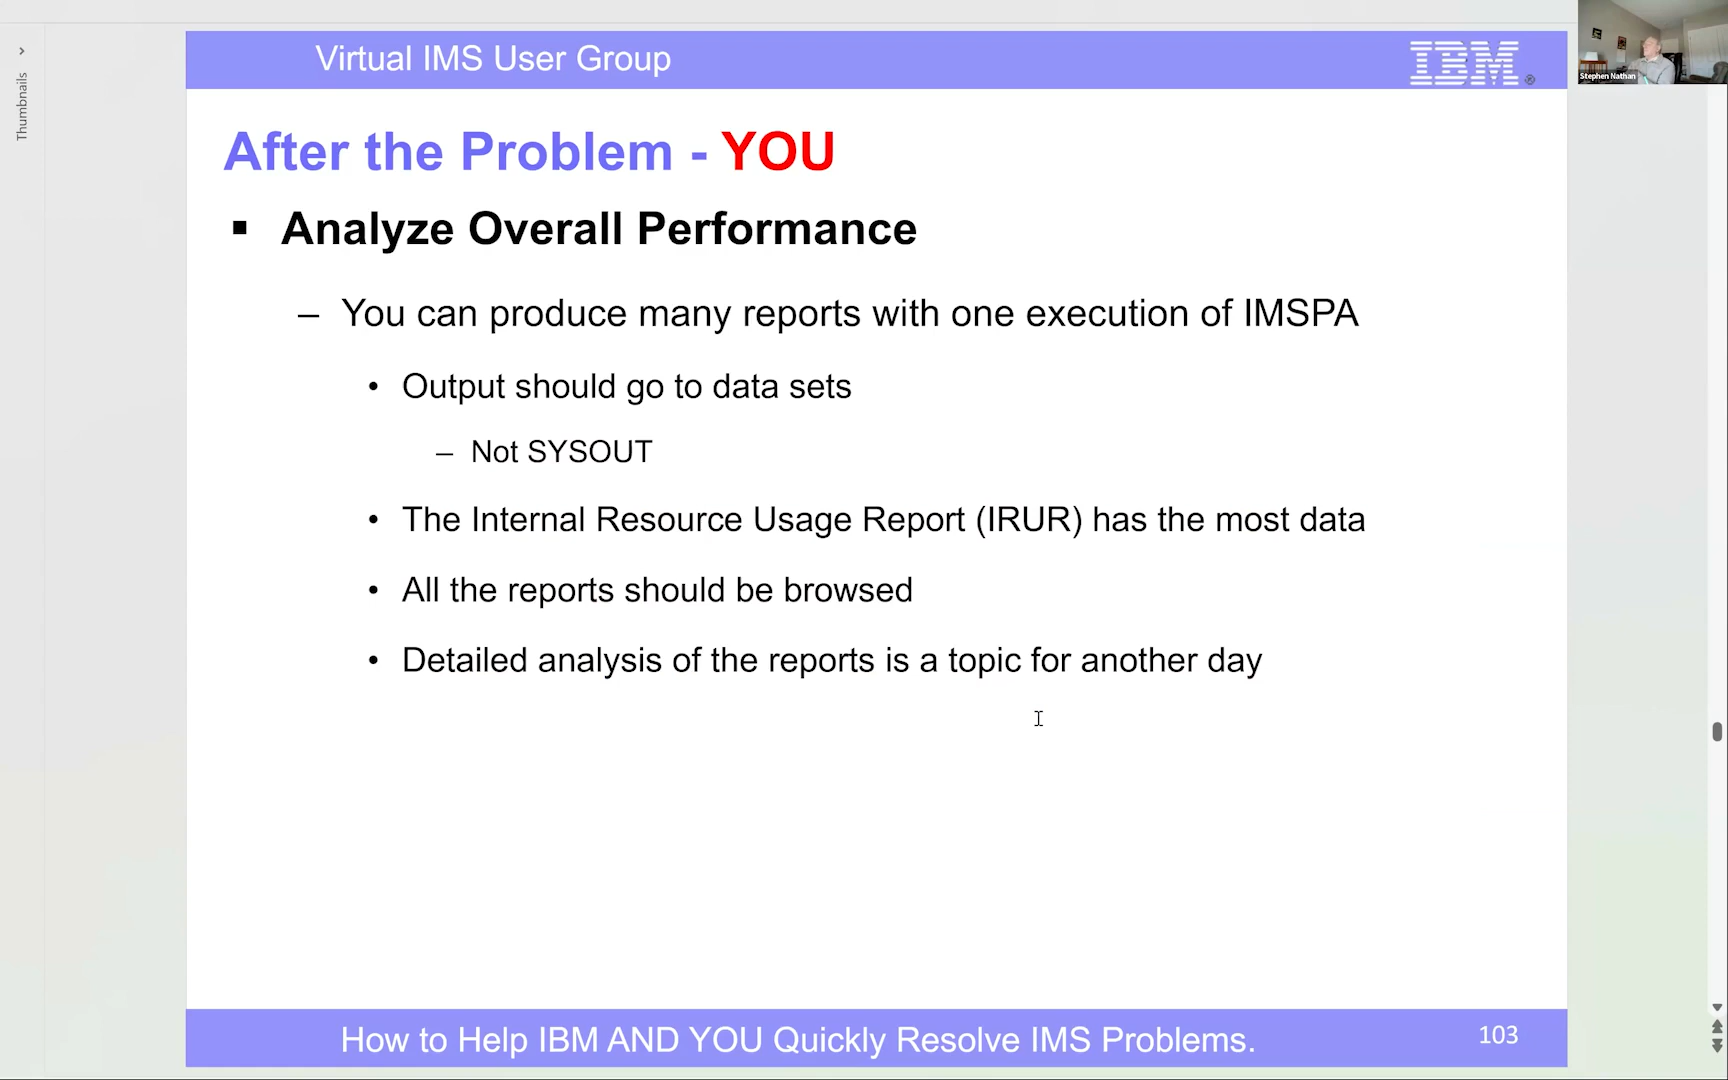 Virtual IMS User Group
IBM®
Stephen Nathan
Thumbnails
After the Problem - YOU
▪ Analyze Overall Performance
– You can produce many reports with one execution of IMSPA
• Output should go to data sets
– Not SYSOUT
• The Internal Resource Usage Report (IRUR) has the most data
• All the reports should be browsed
• Detailed analysis of the reports is a topic for another day
How to Help IBM AND YOU Quickly Resolve IMS Problems.
103